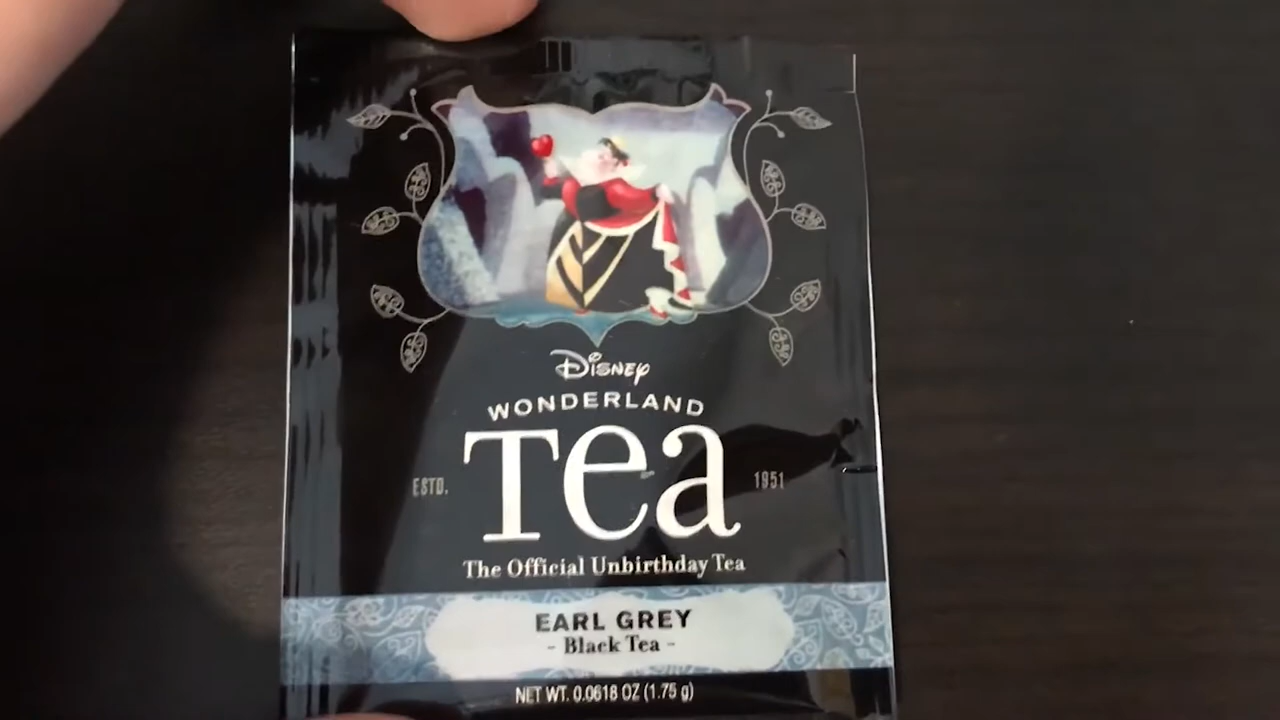 Disney
WONDERLAND
Tea
ESTD. 1951
The Official Unbirthday Tea
EARL GREY
- Black Tea -
NET WT. 0.0618 OZ (1.75 g)